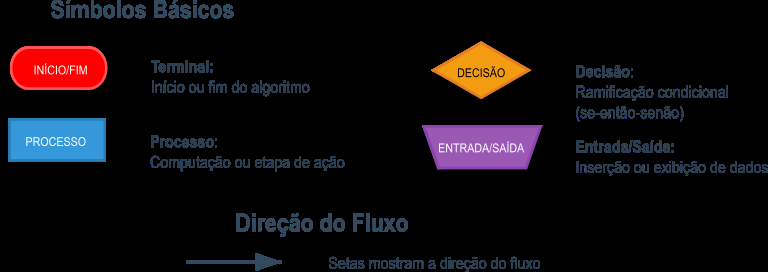 Símbolos Básicos
INÍCIO/FIM
Terminal:
Início ou fim do algoritmo
DECISÃO
Decisão:
Ramificação condicional
(se-então-senão)
PROCESSO
Processo:
Computação ou etapa de ação
ENTRADA/SAÍDA
Entrada/Saída:
Inserção ou exibição de dados
Direção do Fluxo
Setas mostram a direção do fluxo